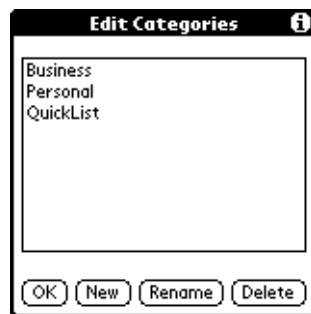 Edit Categories i
Business
Personal
QuickList
OK New Rename Delete